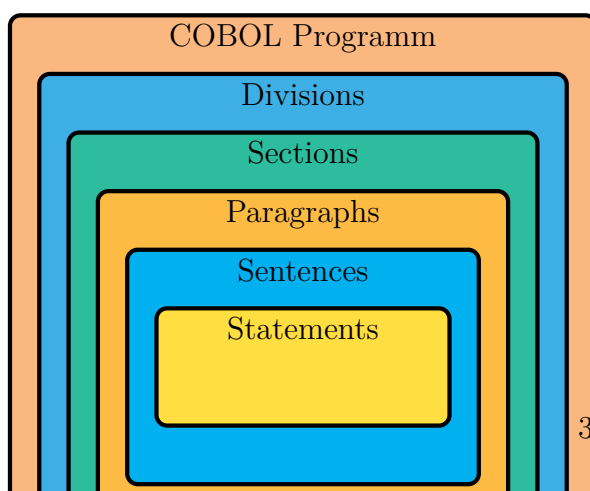 COBOL Programm
Divisions
Sections
Paragraphs
Sentences
Statements
3